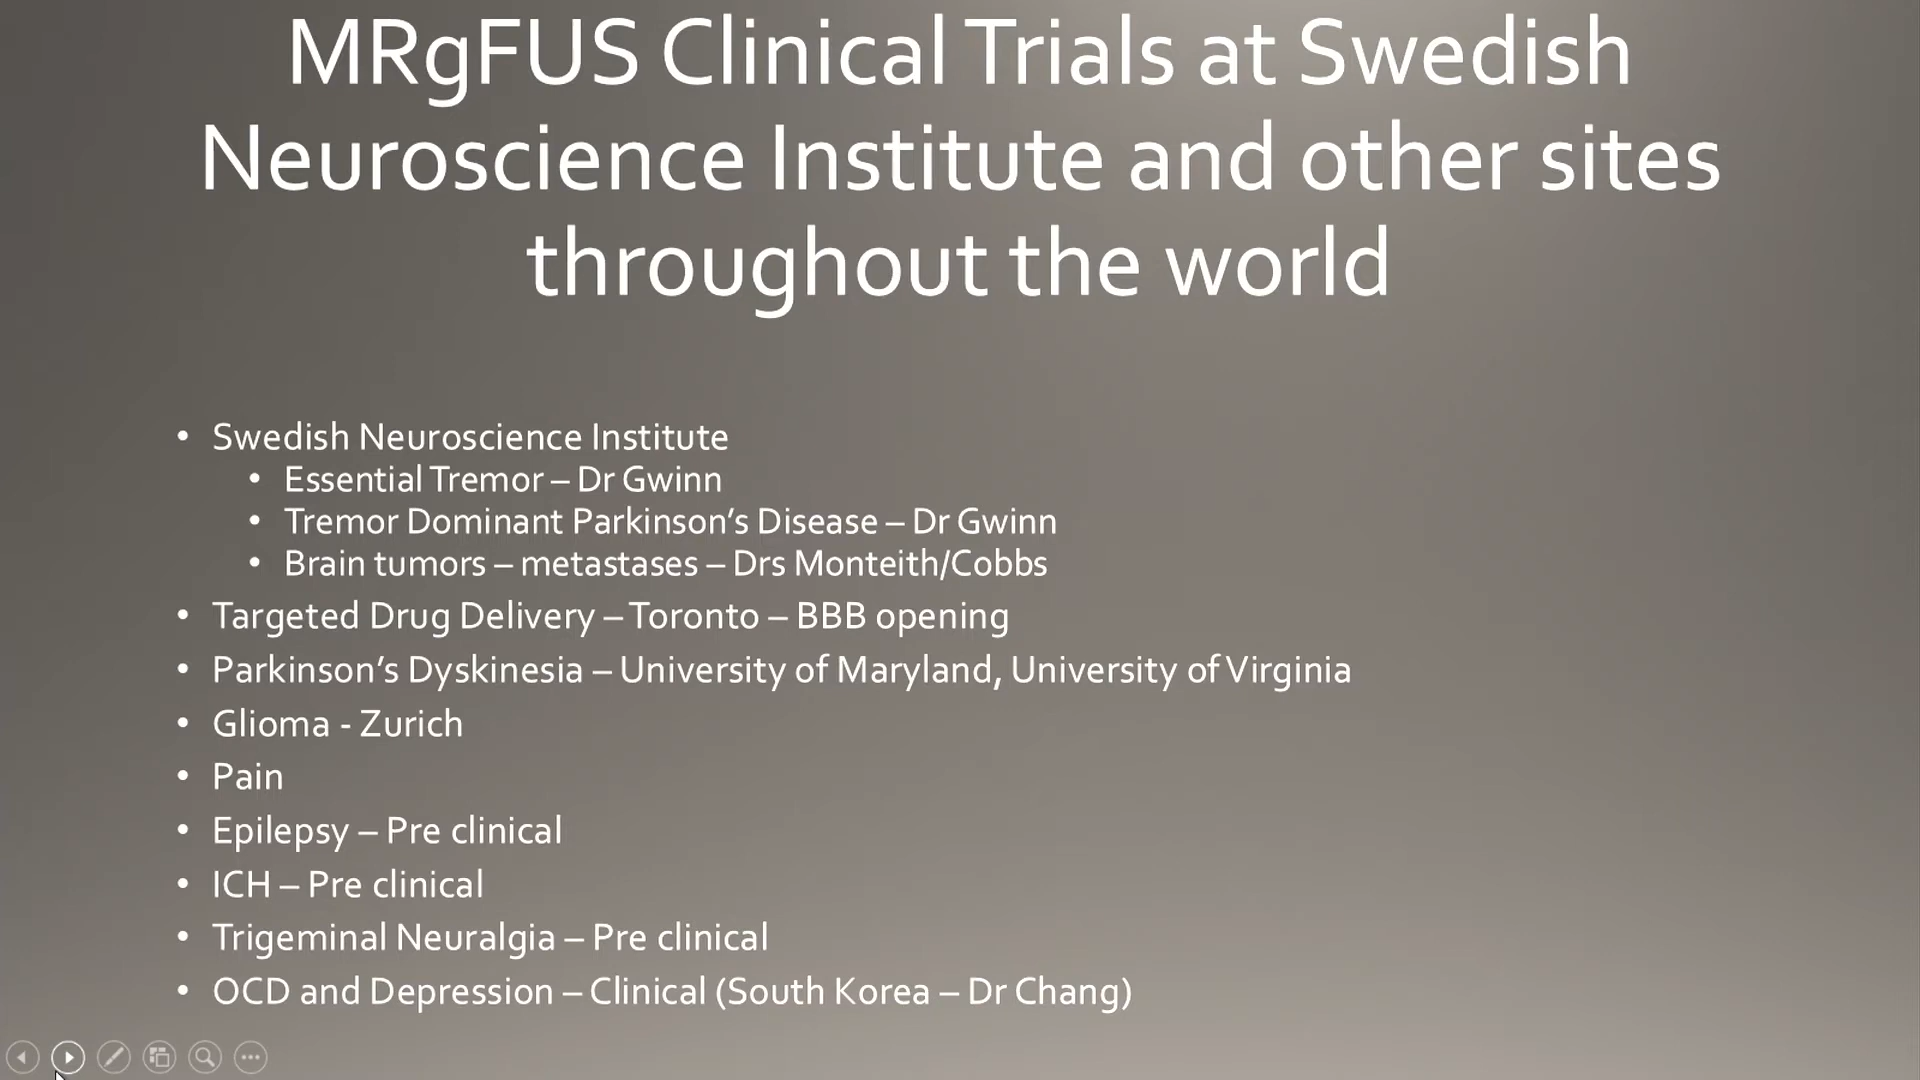 MRgFUS Clinical Trials at Swedish
Neuroscience Institute and other sites
throughout the world
• Swedish Neuroscience Institute
• Essential Tremor – Dr Gwinn
• Tremor Dominant Parkinson’s Disease – Dr Gwinn
• Brain tumors – metastases – Drs Monteith/Cobbs
• Targeted Drug Delivery – Toronto – BBB opening
• Parkinson’s Dyskinesia – University of Maryland, University of Virginia
• Glioma - Zurich
• Pain
• Epilepsy – Pre clinical
• ICH – Pre clinical
• Trigeminal Neuralgia – Pre clinical
• OCD and Depression – Clinical (South Korea – Dr Chang)